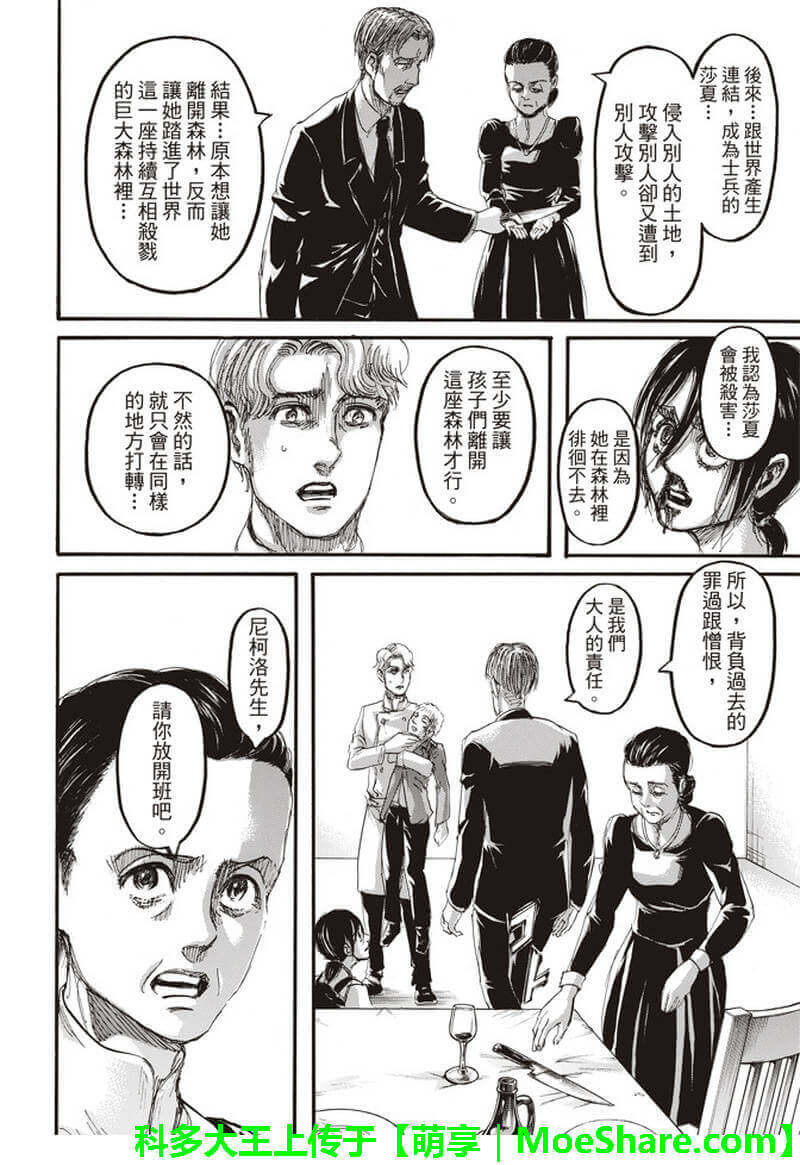 後來…跟世界產生
連結，成為士兵的
莎夏…
侵入別人的土地，
攻擊別人卻又遭到
別人攻擊。
結果…原本想讓她
離開森林，反而
讓她踏進了世界
這一座持續互相殺戮
的巨大森林裡…
我認為莎夏
會被殺害…
是因為
她在森林裡
徘徊不去。
至少要讓
孩子們離開
這座森林才行。
不然的話，
就只會在同樣
的地方打轉…
所以，背負過去的
罪過跟憎恨，
是我們
大人的責任。
尼柯洛先生，
請你放開班吧。
科多大王上传于【萌享｜MoeShare.com】